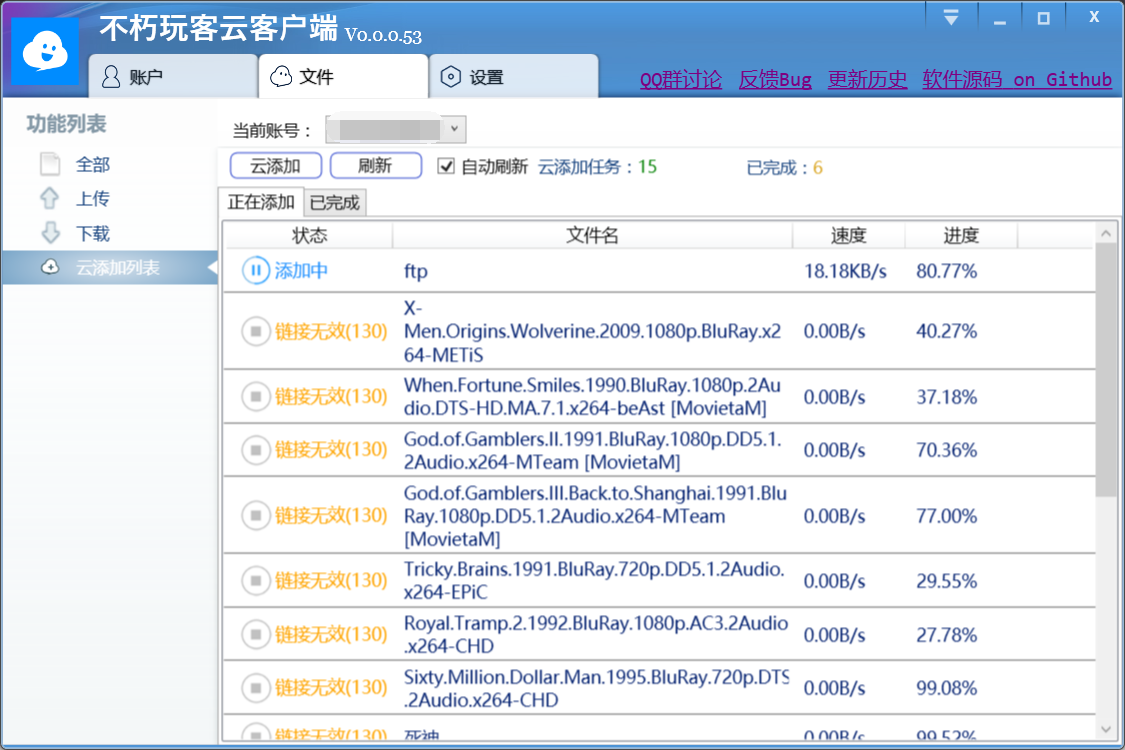 不朽玩客云客户端 V0.0.0.53
X
账户 文件 设置 QQ群讨论 反馈Bug 更新历史 软件源码 on Github
功能列表
全部
上传
下载
云添加列表
当前账号：
云添加 刷新 自动刷新 云添加任务：15 已完成：6
正在添加 已完成
状态 文件名 速度 进度
添加中 ftp 18.18KB/s 80.77%
X-
链接无效(130) Men.Origins.Wolverine.2009.1080p.BluRay.x2 0.00B/s 40.27%
64-METiS
When.Fortune.Smiles.1990.BluRay.1080p.2Au
链接无效(130) dio.DTS-HD.MA.7.1.x264-beAst [MovietaM] 0.00B/s 37.18%
God.of.Gamblers.II.1991.BluRay.1080p.DD5.1.
链接无效(130) 2Audio.x264-MTeam [MovietaM] 0.00B/s 70.36%
God.of.Gamblers.III.Back.to.Shanghai.1991.Blu
链接无效(130) Ray.1080p.DD5.1.2Audio.x264-MTeam 0.00B/s 77.00%
[MovietaM]
Tricky.Brains.1991.BluRay.720p.DD5.1.2Audio.
链接无效(130) x264-EPiC 0.00B/s 29.55%
Royal.Tramp.2.1992.BluRay.1080p.AC3.2Audio
链接无效(130) .x264-CHD 0.00B/s 27.78%
Sixty.Million.Dollar.Man.1995.BluRay.720p.DTS
链接无效(130) .2Audio.x264-CHD 0.00B/s 99.08%
链接无效(130) 死神 0.00B/s 99.52%